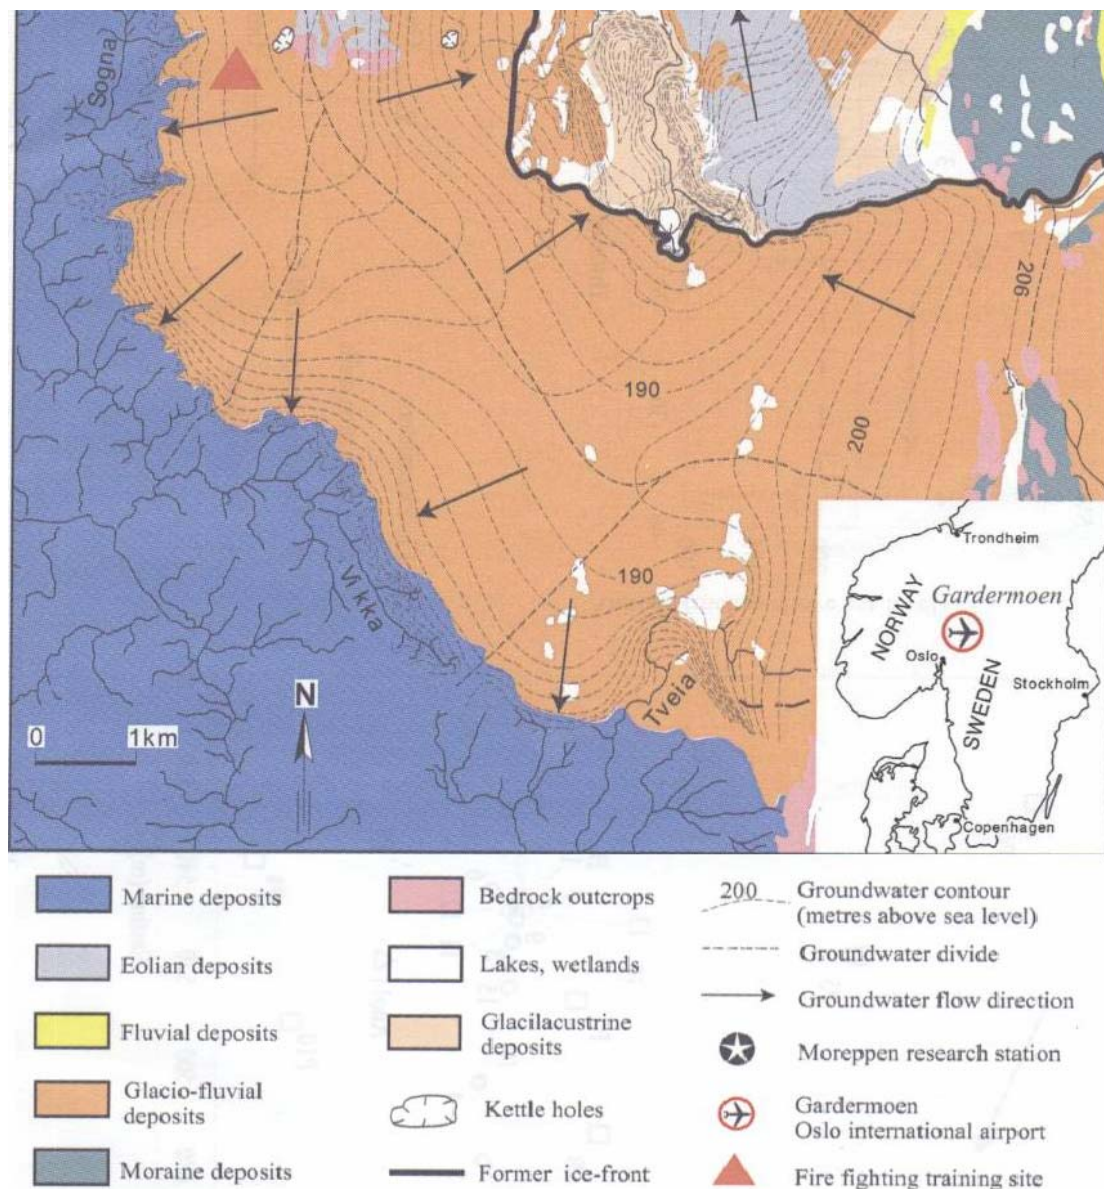 Sogna
206
190
200
190
Vikka
Tveia
N
0 1km
Trondheim
NORWAY
Gardermoen
Oslo
SWEDEN
Stockholm
Copenhagen
Marine deposits
Eolian deposits
Fluvial deposits
Glacio-fluvial
deposits
Moraine deposits
Bedrock outcrops
Lakes, wetlands
Glacilacustrine
deposits
Kettle holes
Former ice-front
200 Groundwater contour
(metres above sea level)
Groundwater divide
Groundwater flow direction
Moreppen research station
Gardermoen
Oslo international airport
Fire fighting training site